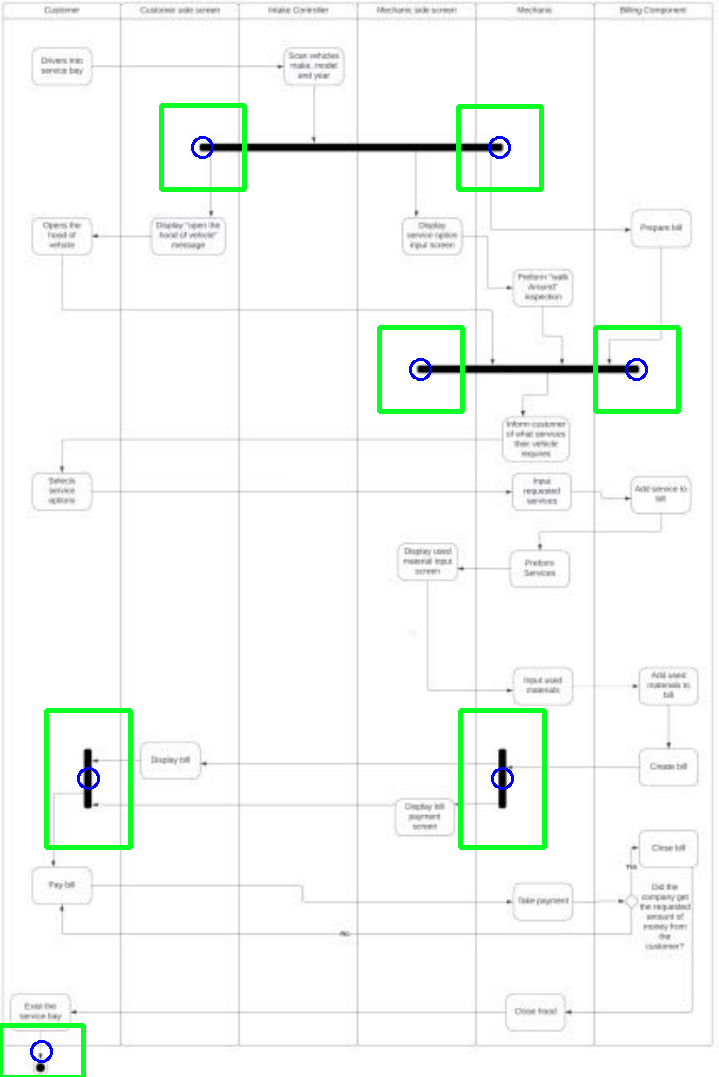 Customer
Customer side screen
Intake Controller
Mechanic side screen
Mechanic
Billing Component
Drivers into
service bay
Scan vehicles
make, model
and year
Opens the
hood of
vehicle
Display "open the
hood of vehicle"
message
Display
service option
input screen
Prepare bill
Preform "walk
Around"
inspection
Inform customer
of what services
their vehicle
requires
Selects
service
options
Input
requested
services
Add service to
bill
Display used
material input
screen
Preform
Services
Input used
materials
Add used
materials to
bill
Display bill
Create bill
Display bill
payment
screen
Close bill
Yes
Pay bill
Take payment
Did the
company get
the requested
amount of
money from
the
customer?
no
Exist the
service bay
Close hood